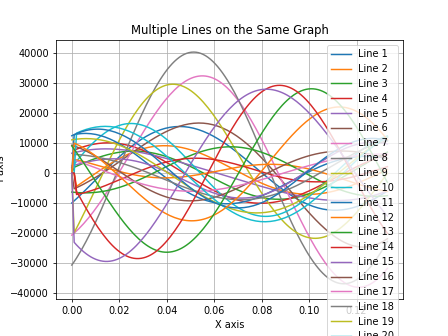 Multiple Lines on the Same Graph
40000
30000
20000
10000
0
−10000
−20000
−30000
−40000
0.00
0.02
0.04
0.06
0.08
0.10
X axis
Line 1
Line 2
Line 3
Line 4
Line 5
Line 6
Line 7
Line 8
Line 9
Line 10
Line 11
Line 12
Line 13
Line 14
Line 15
Line 16
Line 17
Line 18
Line 19
Line 20